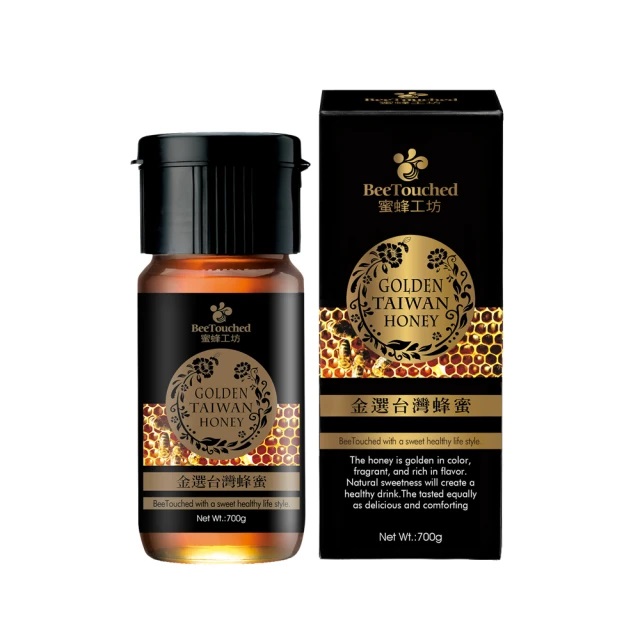 BeeTouched
蜜蜂工坊
GOLDEN
TAIWAN
HONEY
金選台灣蜂蜜
BeeTouched with a sweet healthy life style.
Net Wt.:700g
BeeTouched
BeeTouched
蜜蜂工坊
GOLDEN
TAIWAN
HONEY
金選台灣蜂蜜
BeeTouched with a sweet healthy life style.
The honey is golden in color,
fragrant, and rich in flavor.
Natural sweetness will create a
healthy drink.The tasted equally
as delicious and comforting
Net Wt.:700g